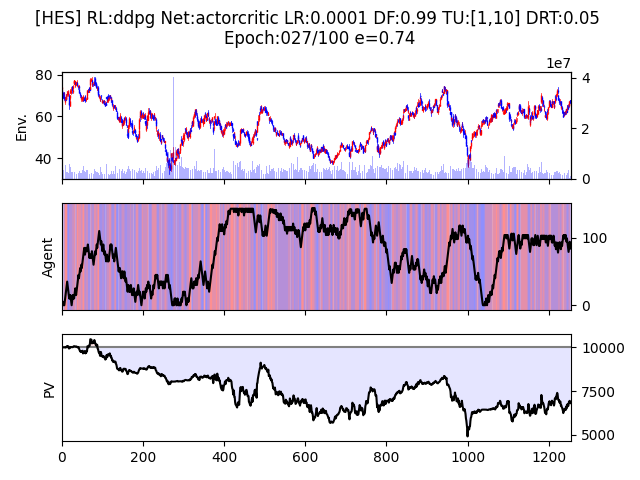 [HES] RL:ddpg Net:actorcritic LR:0.0001 DF:0.99 TU:[1,10] DRT:0.05
Epoch:027/100 e=0.74
1e7
80
60
40
Env.
4
2
0
Agent
100
0
PV
10000
7500
5000
0 200 400 600 800 1000 1200